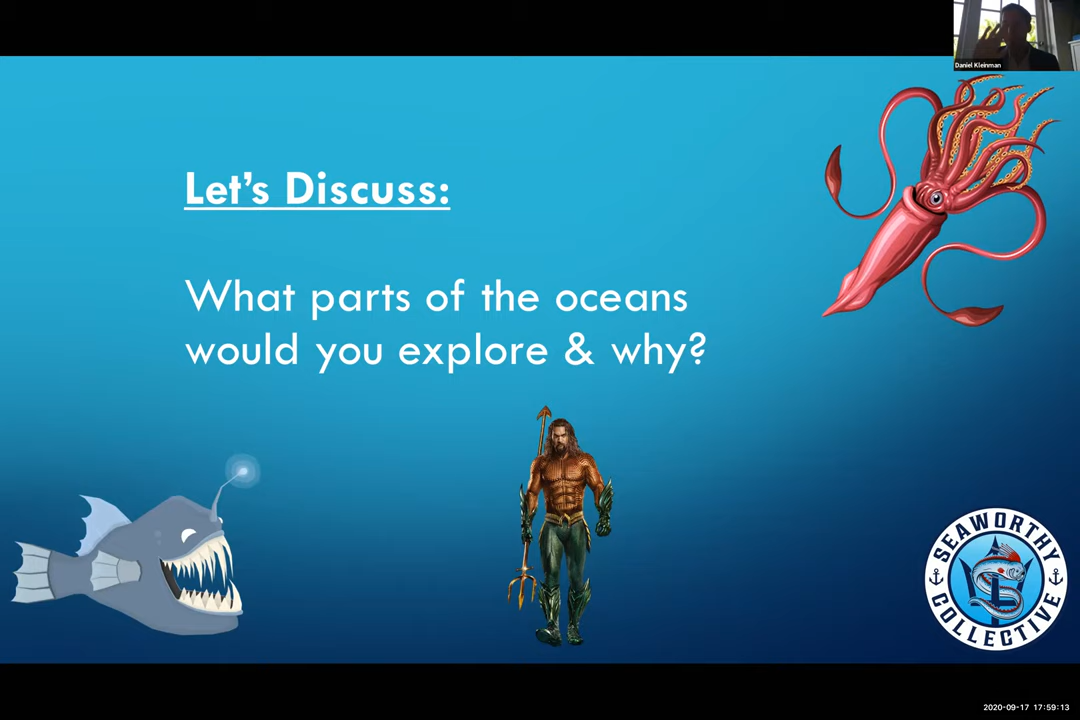 Daniel Kleinman
Let's Discuss:
What parts of the oceans
would you explore & why?
SEAWORTHY
COLLECTIVE
2020-09-17 17:59:13